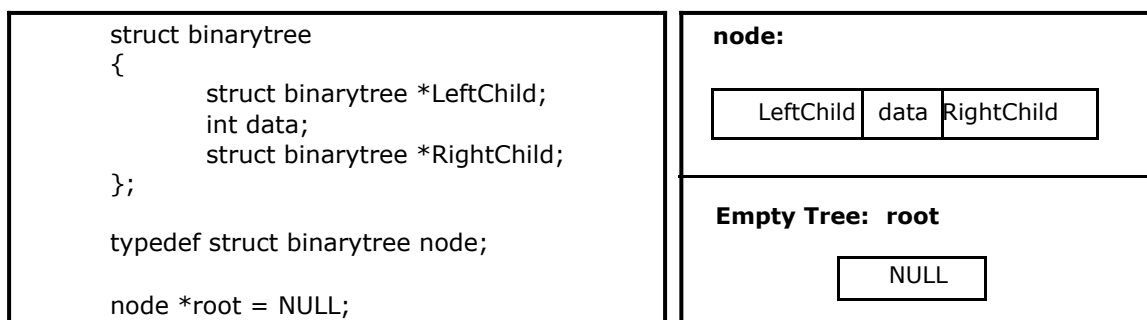 struct binarytree
{
struct binarytree *LeftChild;
int data;
struct binarytree *RightChild;
};
typedef struct binarytree node;
node *root = NULL;
node:
LeftChild data RightChild
Empty Tree: root
NULL